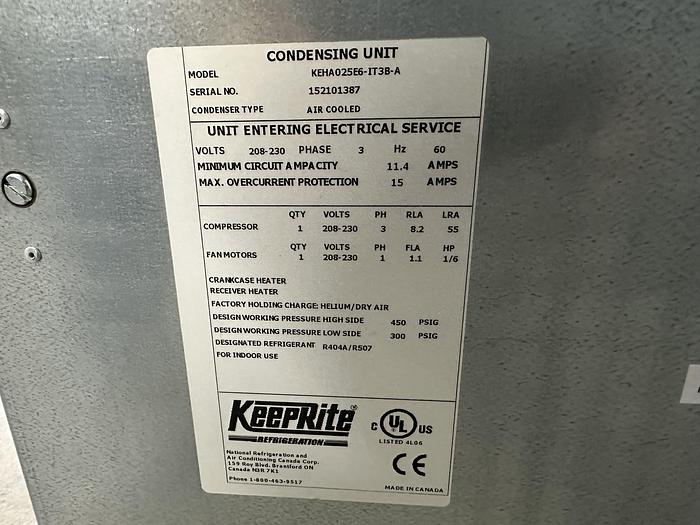 CONDENSING UNIT
MODEL KEHA025E6-IT3B-A
SERIAL NO. 152101387
CONDENSER TYPE AIR COOLED
UNIT ENTERING ELECTRICAL SERVICE
VOLTS 208-230 PHASE 3 Hz 60
MINIMUM CIRCUIT AMPACITY 11.4 AMPS
MAX. OVERCURRENT PROTECTION 15 AMPS
QTY VOLTS PH RLA LRA
COMPRESSOR 1 208-230 3 8.2 55
QTY VOLTS PH FLA HP
FAN MOTORS 1 208-230 1 1.1 1/6
CRANKCASE HEATER
RECEIVER HEATER
FACTORY HOLDING CHARGE: HELIUM/DRY AIR
DESIGN WORKING PRESSURE HIGH SIDE 450 PSIG
DESIGN WORKING PRESSURE LOW SIDE 300 PSIG
DESIGNATED REFRIGERANT R404A/R507
FOR INDOOR USE
KeepRite®
REFRIGERATION
C UL US
LISTED 4L06
National Refrigeration and
Air Conditioning Canada Corp.
159 Roy Blvd. Brantford ON
Canada N3R 7K1
Phone 1-800-463-9517
CE
MADE IN CANADA